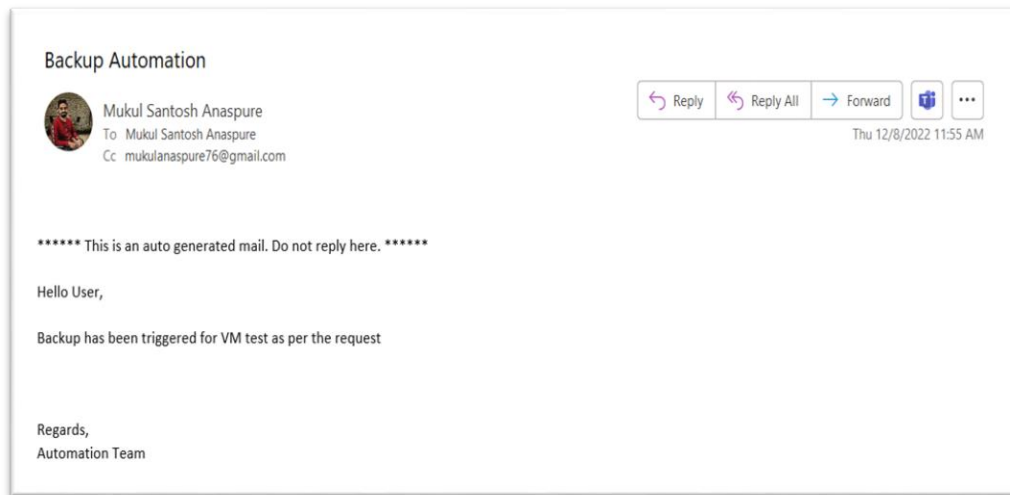 Backup Automation
Mukul Santosh Anaspure
To Mukul Santosh Anaspure
Cc mukulanaspure76@gmail.com
Reply Reply All Forward
Thu 12/8/2022 11:55 AM
****** This is an auto generated mail. Do not reply here. ******
Hello User,
Backup has been triggered for VM test as per the request
Regards,
Automation Team